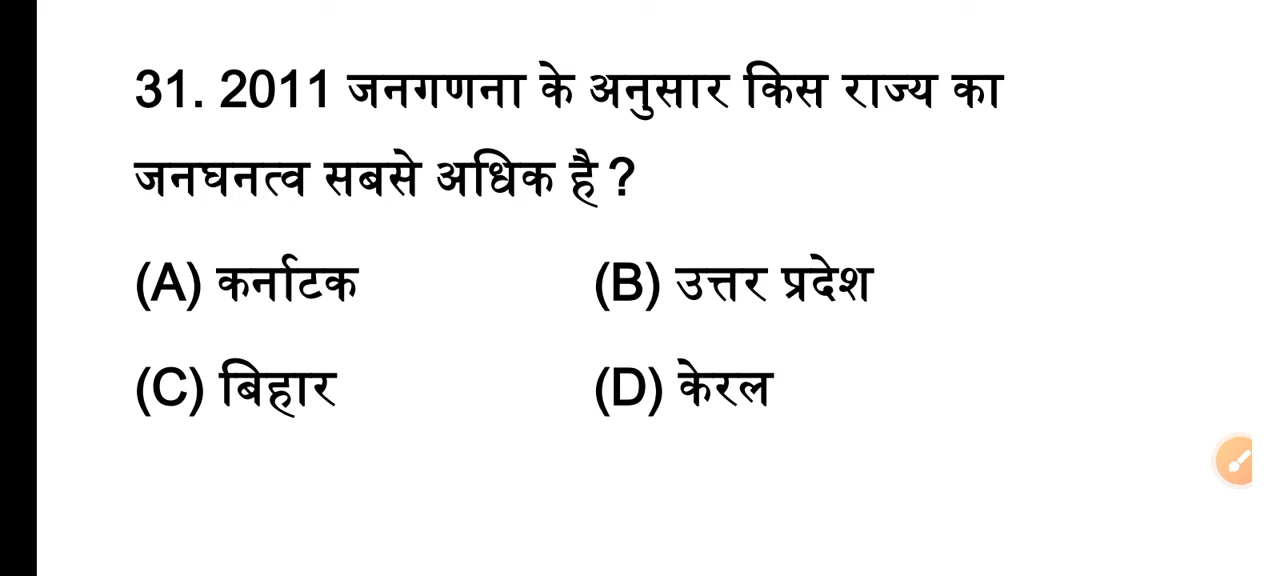 31. 2011 जनगणना के अनुसार किस राज्य का
जनघनत्व सबसे अधिक है ?
(A) कर्नाटक (B) उत्तर प्रदेश
(C) बिहार (D) केरल